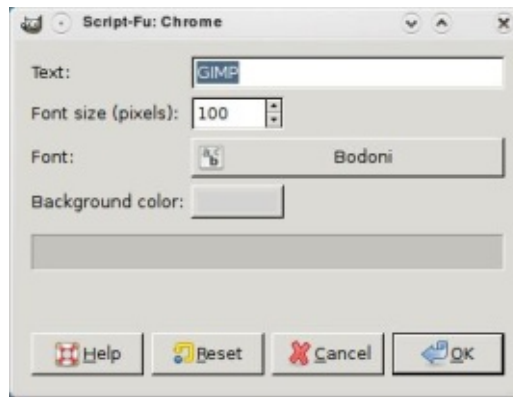 Script-Fu: Chrome
Text: GIMP
Font size (pixels): 100
Font: Bodoni
Background color:
Help Reset Cancel OK